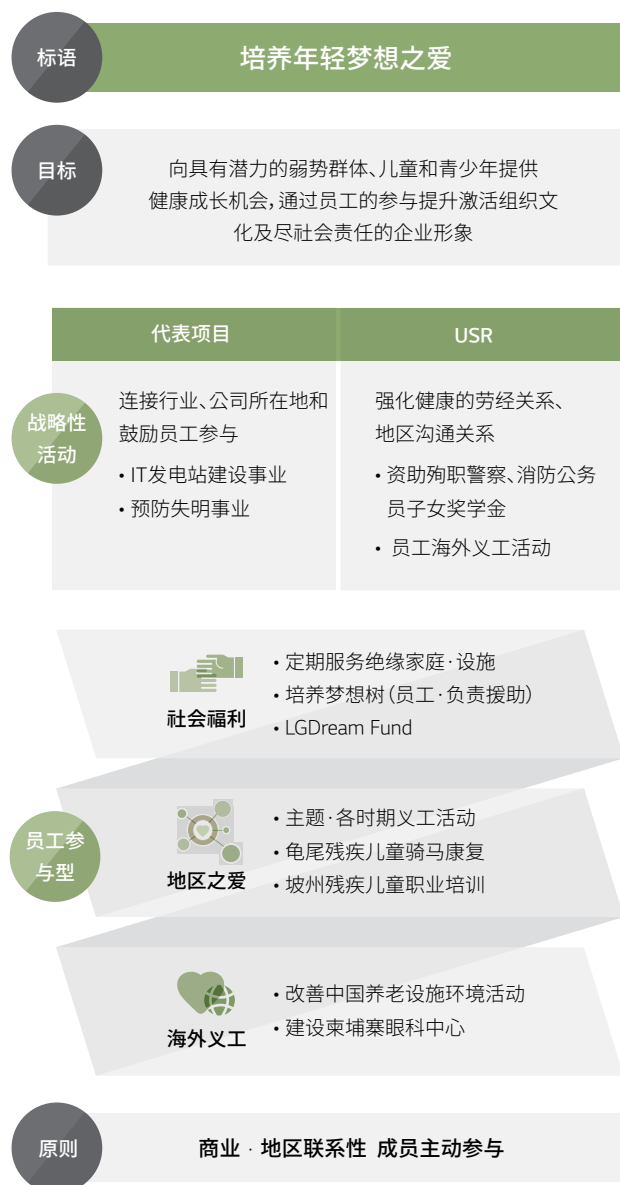 标语
培养年轻梦想之爱
目标
向具有潜力的弱势群体、儿童和青少年提供
健康成长机会，通过员工的参与提升激活组织文
化及尽社会责任的企业形象
代表项目
USR
战略性
活动
连接行业、公司所在地和
鼓励员工参与
• IT发电站建设事业
• 预防失明事业
强化健康的劳经关系、
地区沟通关系
• 资助殉职警察、消防公务
员子女奖学金
• 员工海外义工活动
员工参
与型
社会福利
• 定期服务绝缘家庭·设施
• 培养梦想树（员工·负责援助）
• LGDream Fund
地区之爱
• 主题·各时期义工活动
• 龟尾残疾儿童骑马康复
• 坡州残疾儿童职业培训
海外义工
• 改善中国养老设施环境活动
• 建设柬埔寨眼科中心
原则
商业 · 地区联系性 成员主动参与